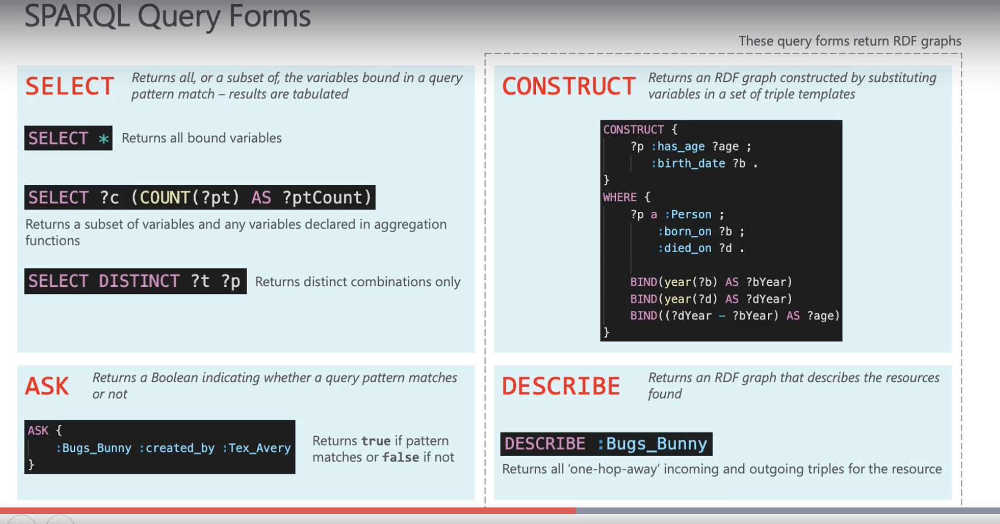 SPARQL Query Forms
These query forms return RDF graphs
SELECT
Returns all, or a subset of, the variables bound in a query
pattern match – results are tabulated
SELECT *
Returns all bound variables
SELECT ?c (COUNT(?pt) AS ?ptCount)
Returns a subset of variables and any variables declared in aggregation
functions
SELECT DISTINCT ?t ?p
Returns distinct combinations only
CONSTRUCT
Returns an RDF graph constructed by substituting
variables in a set of triple templates
CONSTRUCT {
?p :has_age ?age ;
:birth_date ?b .
}
WHERE {
?p a :Person ;
:born_on ?b ;
:died_on ?d .
BIND(year(?b) AS ?bYear)
BIND(year(?d) AS ?dYear)
BIND((?dYear – ?bYear) AS ?age)
}
ASK
Returns a Boolean indicating whether a query pattern matches
or not
ASK {
:Bugs_Bunny :created_by :Tex_Avery
}
Returns true if pattern
matches or false if not
DESCRIBE
Returns an RDF graph that describes the resources
found
DESCRIBE :Bugs_Bunny
Returns all ‘one-hop-away’ incoming and outgoing triples for the resource